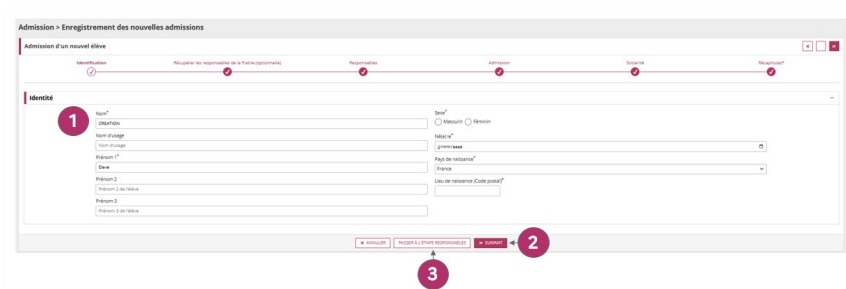 Admission > Enregistrement des nouvelles admissions
Admission d'un nouvel élève
Identification
Récupérer les responsables de la fratrie (optionnelle)
Responsables
Admission
Scolarité
Récapitulatif
Identité
1
Nom*
CREATION
Nom d'usage
Nom d'usage
Prénom 1*
Eleve
Prénom 2
Prénom 2 de l'élève
Prénom 3
Prénom 3 de l'élève
Sexe*
Masculin Féminin
Né(e) le*
jj/mm/aaaa
Pays de naissance*
France
Lieu de naissance (Code postal)*
ANNULER PASSER À L'ÉTAPE RESPONSABLES SUIVANT 2
3